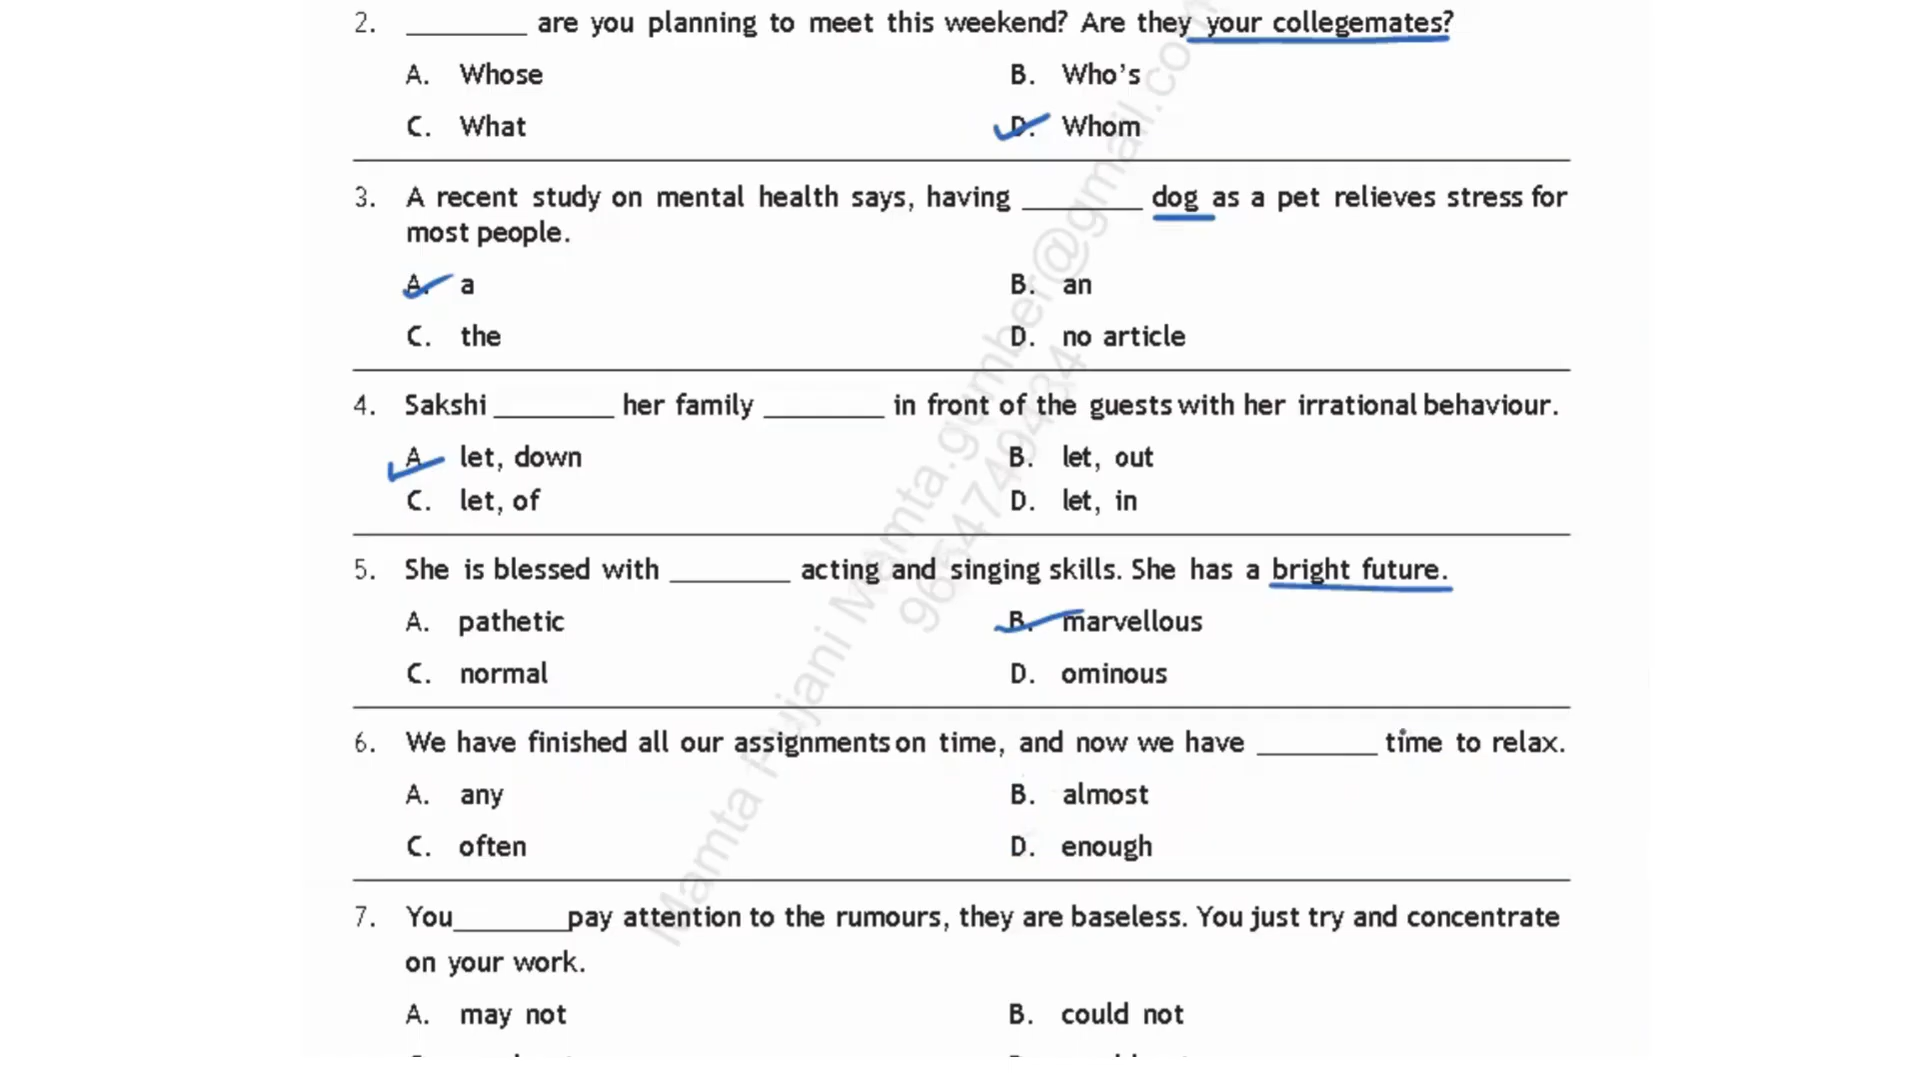 2. ________ are you planning to meet this weekend? Are they your collegemates?
A. Whose B. Who's
C. What D. Whom
3. A recent study on mental health says, having ________ dog as a pet relieves stress for
most people.
A. a B. an
C. the D. no article
4. Sakshi ________ her family ________ in front of the guests with her irrational behaviour.
A. let, down B. let, out
C. let, of D. let, in
5. She is blessed with ________ acting and singing skills. She has a bright future.
A. pathetic B. marvellous
C. normal D. ominous
6. We have finished all our assignments on time, and now we have ________ time to relax.
A. any B. almost
C. often D. enough
7. You________pay attention to the rumours, they are baseless. You just try and concentrate
on your work.
A. may not B. could not